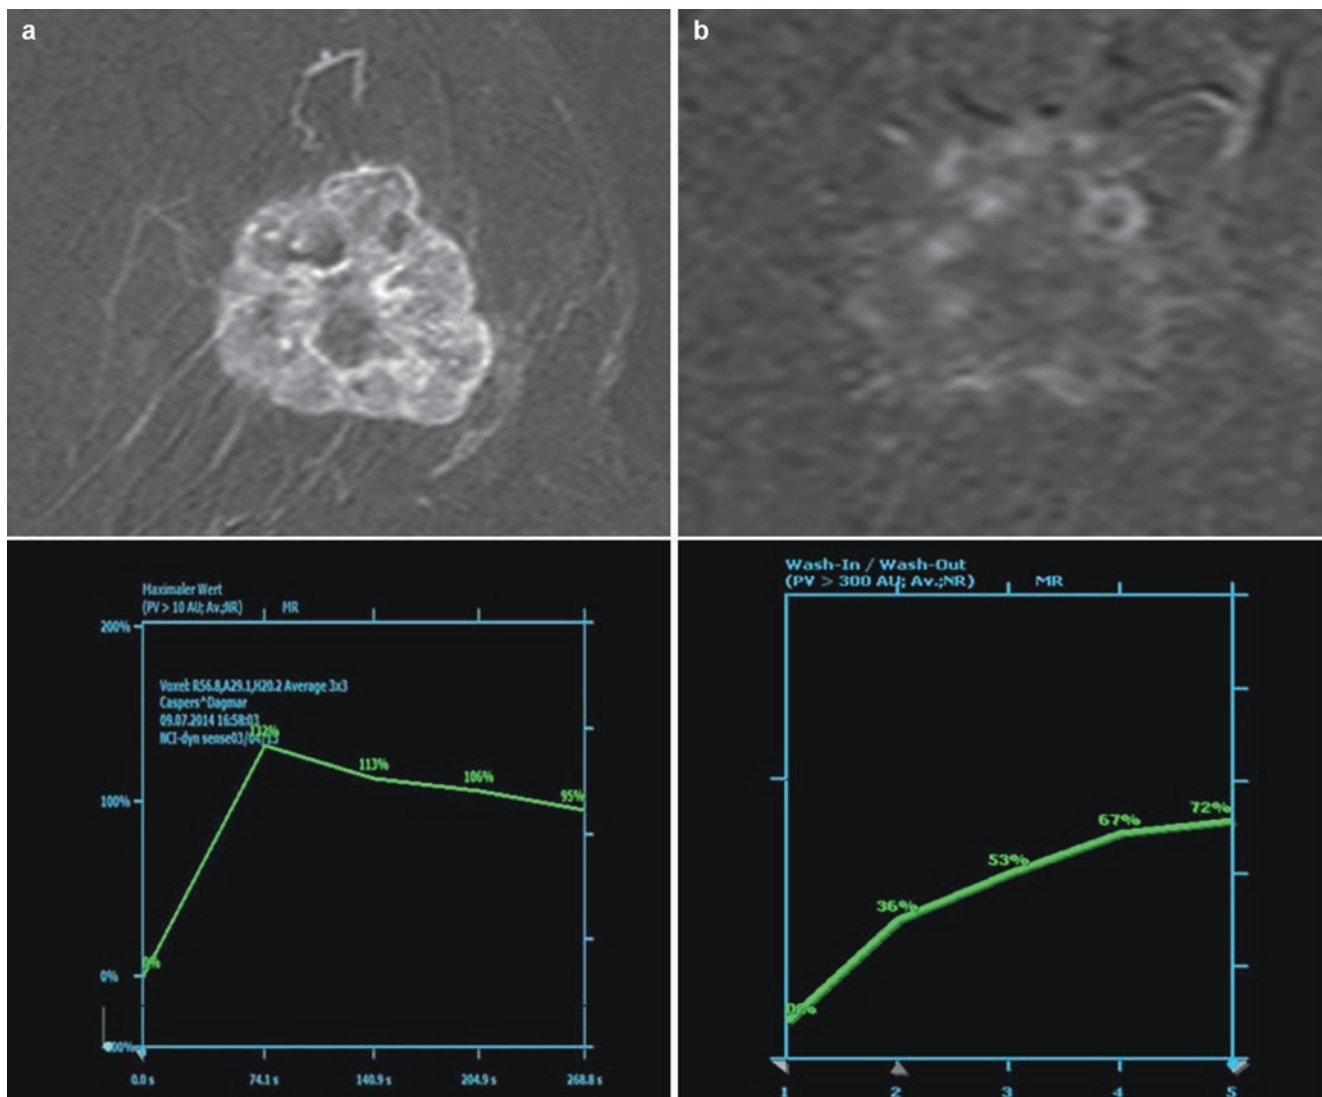 a
b
Maximaler Wert
(PV > 10 AU; Av.;NR) MR
200%
Voxel: R56.8,A29.1,H20.2 Average 3x3
Caspers^Dagmar
09.07.2014 16:58:03
132%
113%
106%
100%
95%
0%
0%
0.0 s 74.1 s 140.9 s 204.9 s 268.8 s
Wash-In / Wash-Out
(PV > 300 AU; Av.;NR) MR
72%
67%
53%
36%
0%
1 2 3 4 5